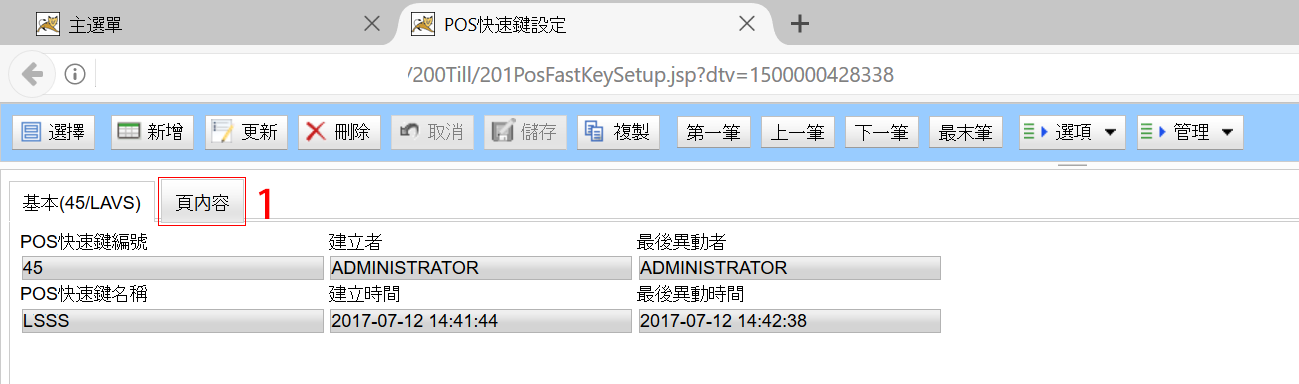 主選單 POS快速鍵設定
/200Till/201PosFastKeySetup.jsp?dtv=1500000428338
選擇 新增 更新 刪除 取消 儲存 複製 第一筆 上一筆 下一筆 最末筆 選項 管理
基本(45/LAVS) 頁內容 1
POS快速鍵編號 建立者 最後異動者
45 ADMINISTRATOR ADMINISTRATOR
POS快速鍵名稱 建立時間 最後異動時間
LSSS 2017-07-12 14:41:44 2017-07-12 14:42:38